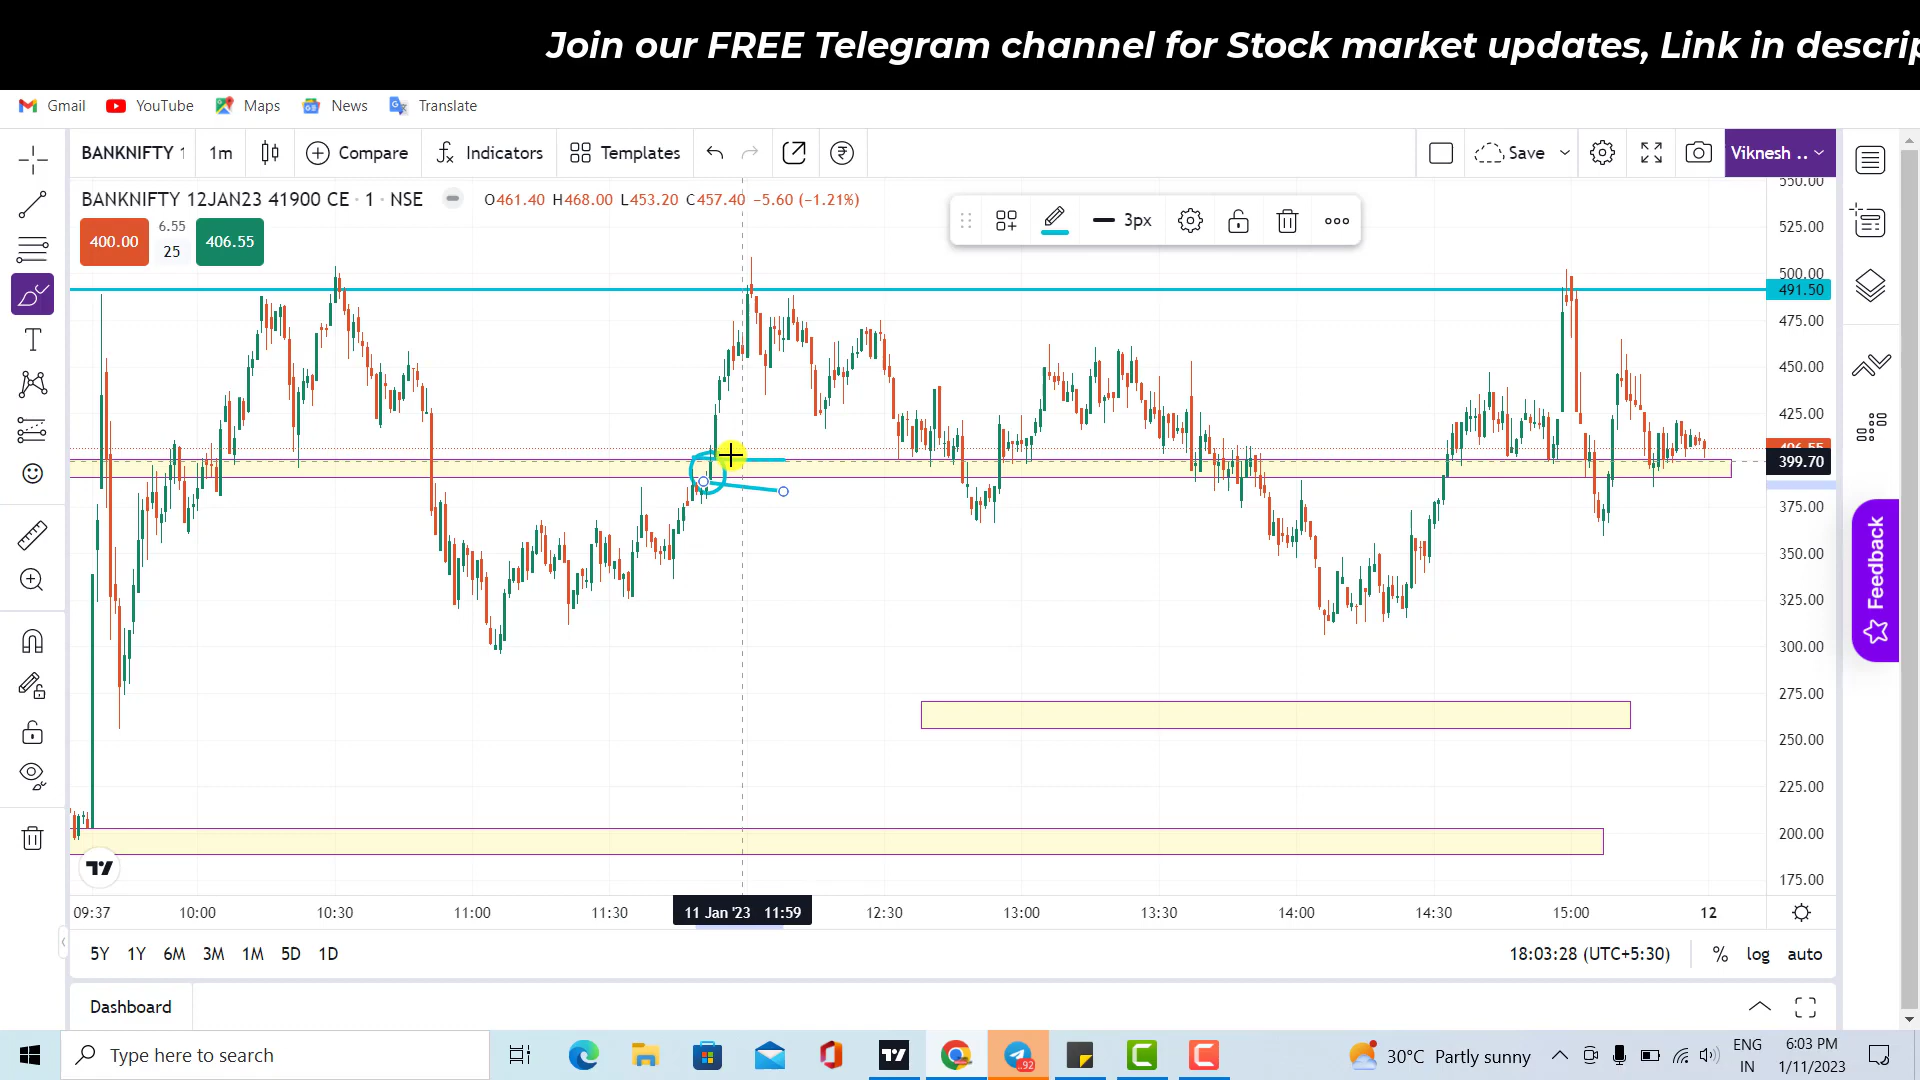 Join our FREE Telegram channel for Stock market updates, Link in descrip
Gmail YouTube Maps News Translate
BANKNIFTY 1 1m Compare Indicators Templates Save Viknesh ..
BANKNIFTY 12JAN23 41900 CE · 1 · NSE O461.40 H468.00 L453.20 C457.40 −5.60 (−1.21%)
400.00 6.55 25 406.55
3px
550.00
525.00
500.00
491.50
475.00
450.00
425.00
406.55
399.70
375.00
350.00
325.00
300.00
275.00
250.00
225.00
200.00
175.00
Feedback
09:37 10:00 10:30 11:00 11:30 11 Jan '23 11:59 12:30 13:00 13:30 14:00 14:30 15:00 12
5Y 1Y 6M 3M 1M 5D 1D 18:03:28 (UTC+5:30) % log auto
Dashboard
Type here to search 92 30°C Partly sunny ENG IN 6:03 PM 1/11/2023